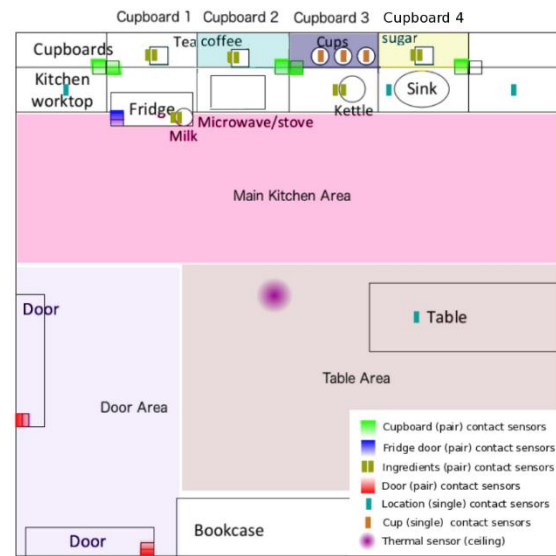 Cupboard 1 Cupboard 2 Cupboard 3 Cupboard 4
Cupboards Tea coffee Cups sugar
Kitchen
worktop Fridge Sink
Microwave/stove Kettle
Milk
Main Kitchen Area
Door
Table
Table Area
Door Area
Cupboard (pair) contact sensors
Fridge door (pair) contact sensors
Ingredients (pair) contact sensors
Door (pair) contact sensors
Location (single) contact sensors
Cup (single) contact sensors
Thermal sensor (ceiling)
Door
Bookcase